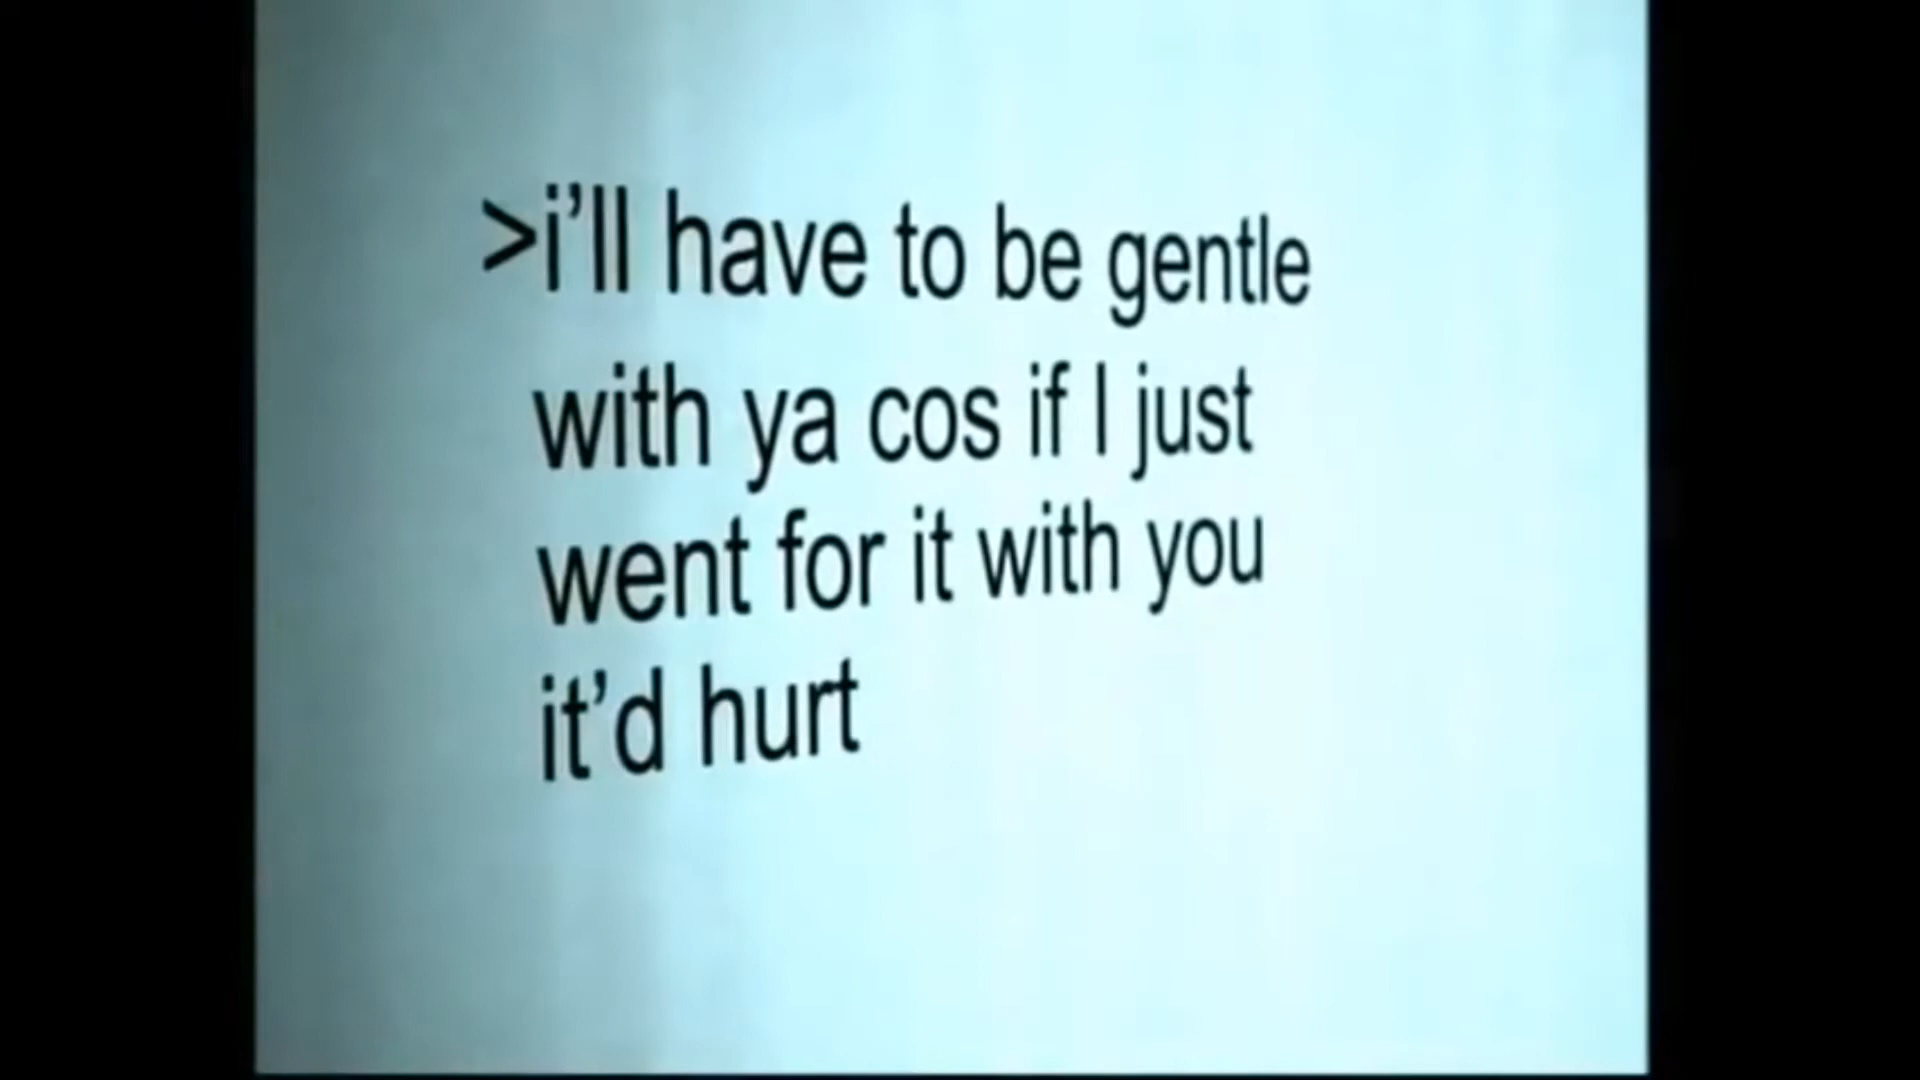 >i’ll have to be gentle
with ya cos if I just
went for it with you
it’d hurt